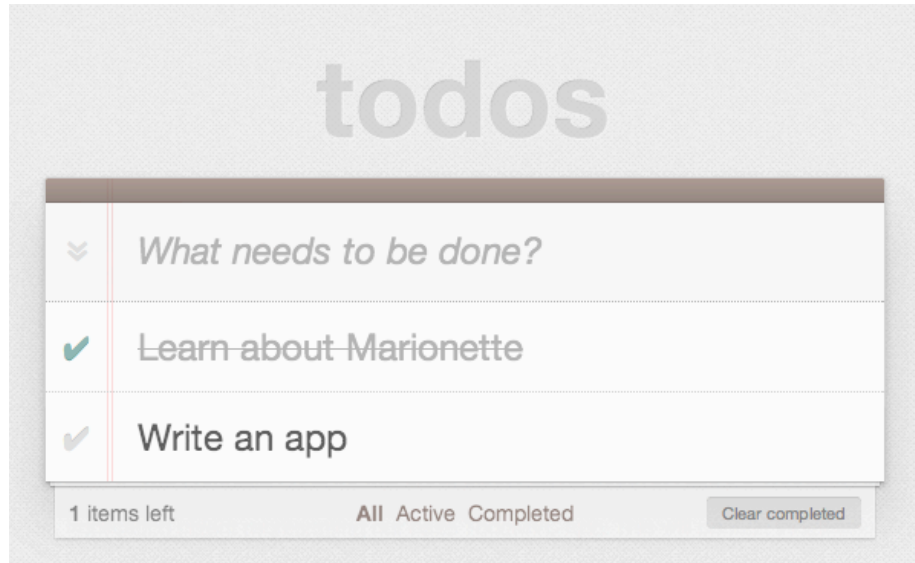 todos
What needs to be done?
Learn about Marionette
Write an app
1 items left All Active Completed Clear completed